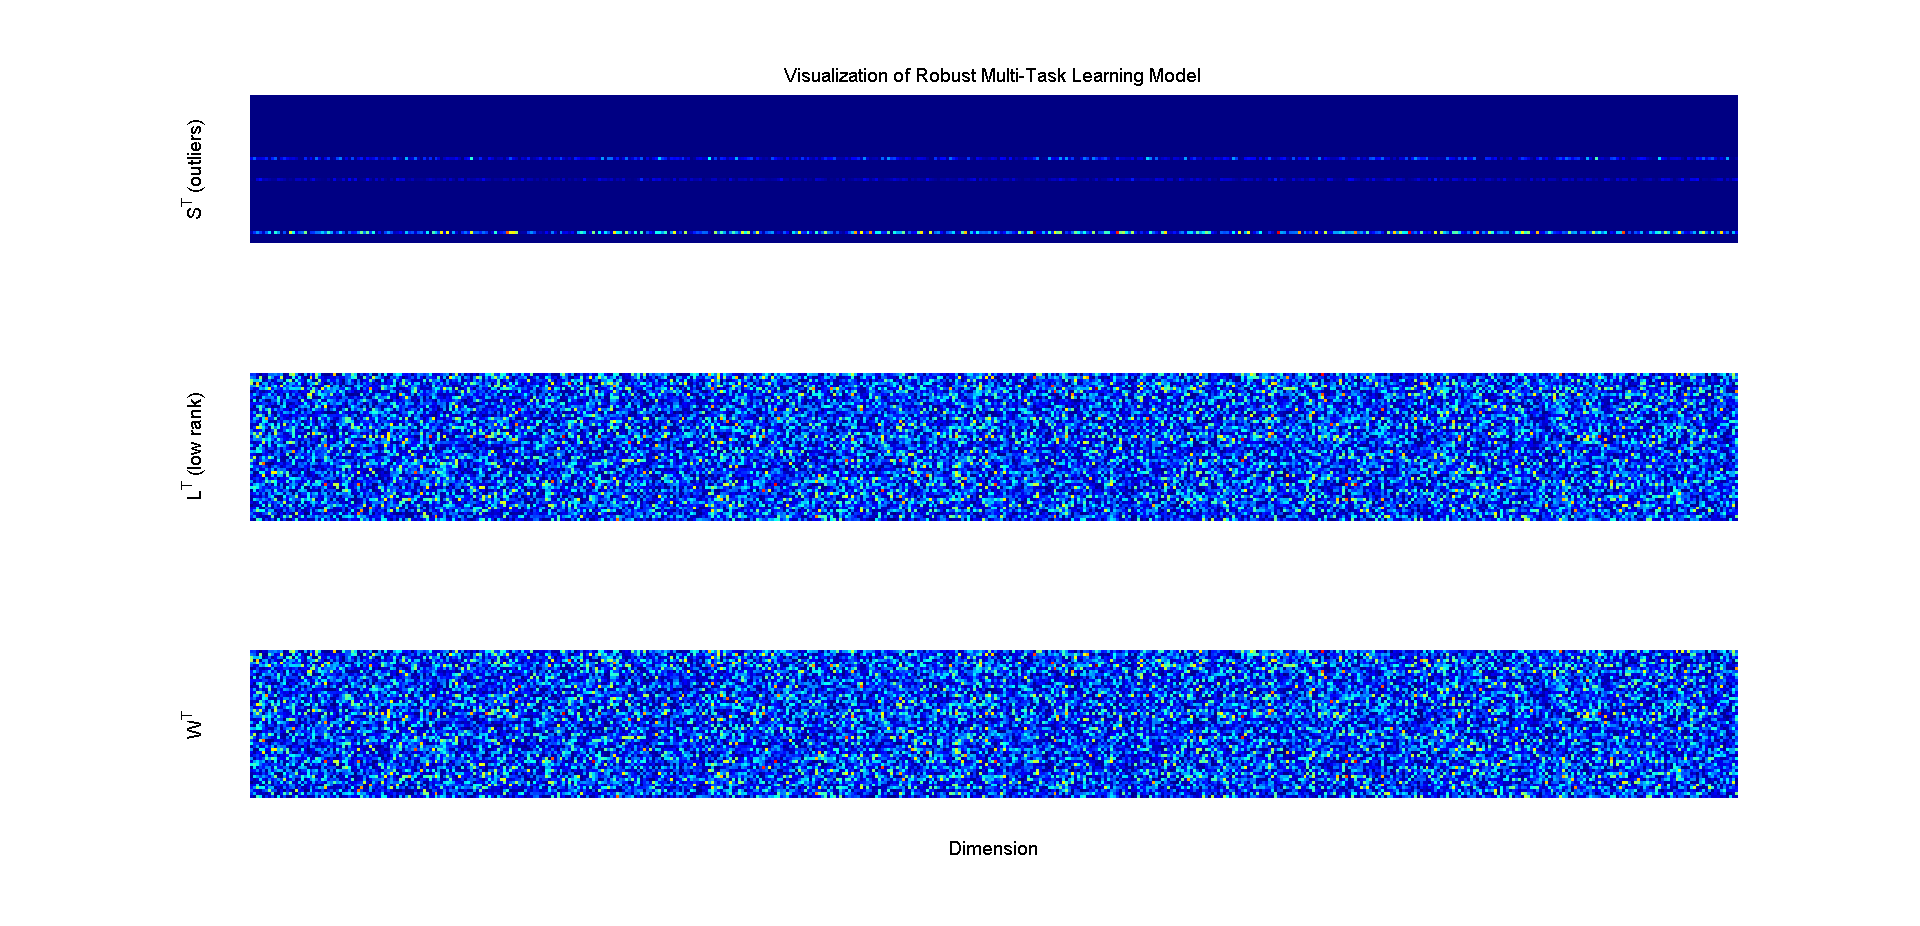 Visualization of Robust Multi-Task Learning Model
S^T (outliers)
L^T (low rank)
W^T
Dimension